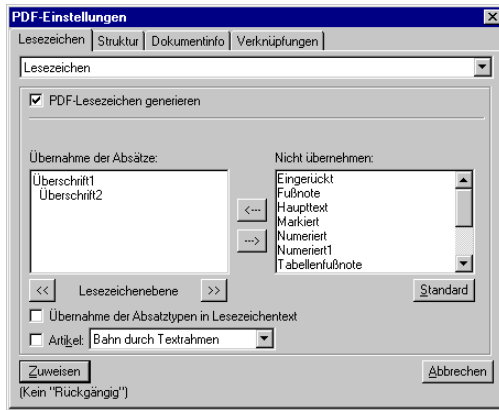 PDF-Einstellungen
Lesezeichen Struktur Dokumentinfo Verknüpfungen
Lesezeichen
PDF-Lesezeichen generieren
Übernahme der Absätze: Nicht übernehmen:
Überschrift1
Überschrift2
Eingerückt
Fußnote
Haupttext
Markiert
Numeriert
Numeriert1
Tabellenfußnote
<---
--->
<< Lesezeichenebene >> Standard
Übernahme der Absatztypen in Lesezeichentext
Artikel: Bahn durch Textrahmen
Zuweisen Abbrechen
(Kein "Rückgängig")